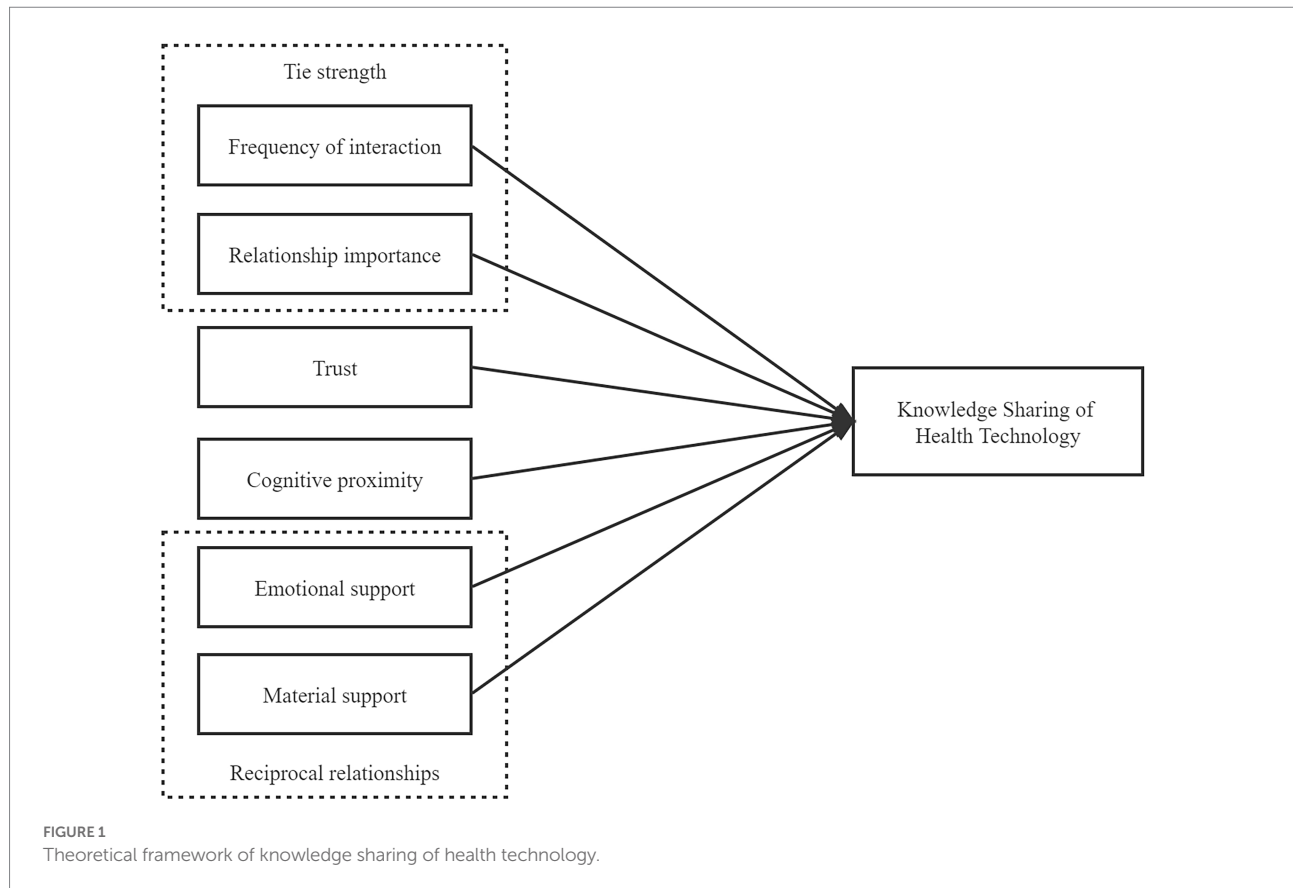 Tie strength
Frequency of interaction
Relationship importance
Trust
Cognitive proximity
Emotional support
Material support
Reciprocal relationships
Knowledge Sharing of
Health Technology
FIGURE 1
Theoretical framework of knowledge sharing of health technology.